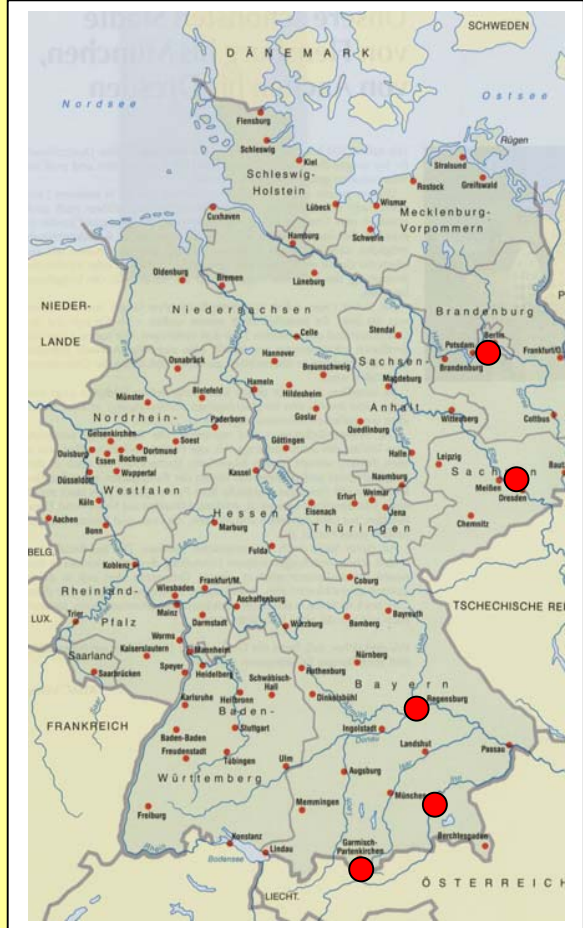 SCHWEDEN
DÄNEMARK
Nordsee
Ostsee
Flensburg
Rügen
Schleswig
Stralsund
Kiel
Schleswig-
Holstein
Rostock
Greifswald
Cuxhaven
Lübeck
Wismar
Mecklenburg-
Vorpommern
Hamburg
Schwerin
Oldenburg
Bremen
Lüneburg
NIEDER-
LANDE
Niedersachsen
Brandenburg
Celle
Stendal
Berlin
Potsdam
Frankfurt/O.
Osnabrück
Hannover
Sachsen-
Brandenburg
Braunschweig
Magdeburg
Münster
Bielefeld
Hameln
Hildesheim
Anhalt
Nordrhein-
Paderborn
Goslar
Quedlinburg
Wittenberg
Cottbus
Gelsenkirchen
Soest
Göttingen
Duisburg
Dortmund
Essen
Bochum
Halle
Leipzig
Düsseldorf
Wuppertal
Kassel
Naumburg
Sachsen
Meißen
Dresden
Westfalen
Köln
Erfurt
Weimar
Eisenach
Jena
Chemnitz
Aachen
Hessen
Bonn
Marburg
Thüringen
BELG.
Fulda
Koblenz
Rheinland-
Pfalz
Wiesbaden
Frankfurt/M.
Coburg
Aschaffenburg
TSCHECHISCHE RE
LUX.
Trier
Mainz
Darmstadt
Würzburg
Bamberg
Bayreuth
Worms
Saarland
Kaiserslautern
Mannheim
Nürnberg
Saarbrücken
Speyer
Heidelberg
Rothenburg
Schwäbisch-
Hall
Bayern
Karlsruhe
Heilbronn
Dinkelsbühl
Regensburg
Baden-
FRANKREICH
Stuttgart
Ingolstadt
Donau
Baden-Baden
Landshut
Passau
Freudenstadt
Tübingen
Ulm
Augsburg
Württemberg
München
Memmingen
Freiburg
Konstanz
Garmisch-
Partenkirchen
Berchtesgaden
Lindau
Bodensee
Rhein
LIECHT.
ÖSTERREICH